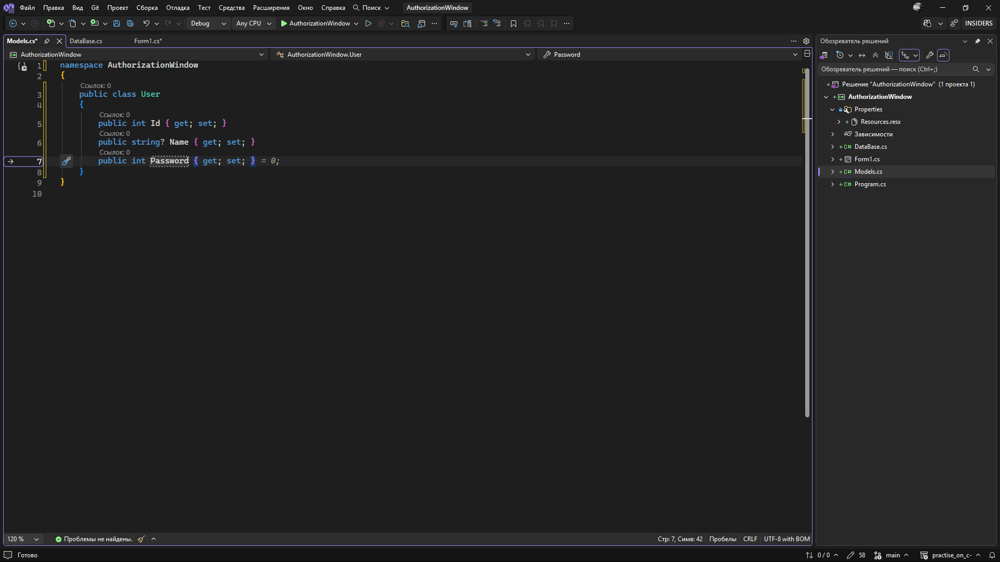 Файл Правка Вид Git Проект Сборка Отладка Тест Средства Расширения Окно Справка Поиск AuthorizationWindow
Debug Any CPU AuthorizationWindow INSIDERS
Models.cs* DataBase.cs Form1.cs*
AuthorizationWindow AuthorizationWindow.User Password
1 namespace AuthorizationWindow
2 {
Ссылок: 0
3 public class User
4 {
Ссылок: 0
5 public int Id { get; set; }
Ссылок: 0
6 public string? Name { get; set; }
Ссылок: 0
7 public int Password { get; set; } = 0;
8 }
9 }
10
Обозреватель решений
Обозреватель решений — поиск (Ctrl+;)
Решение "AuthorizationWindow" (1 проекта 1)
AuthorizationWindow
Properties
Resources.resx
Зависимости
C# DataBase.cs
Form1.cs
C# Models.cs
C# Program.cs
120 % Проблемы не найдены. Стр: 7, Симв: 42 Пробелы CRLF UTF-8 with BOM
Готово 0 / 0 58 main practise_on_c-